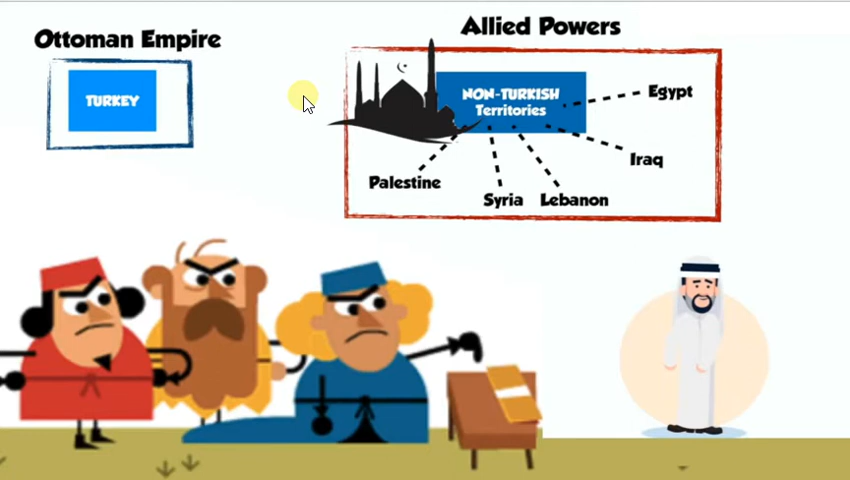 Ottoman Empire
TURKEY
Allied Powers
NON-TURKISH
Territories
Egypt
Iraq
Palestine
Syria
Lebanon